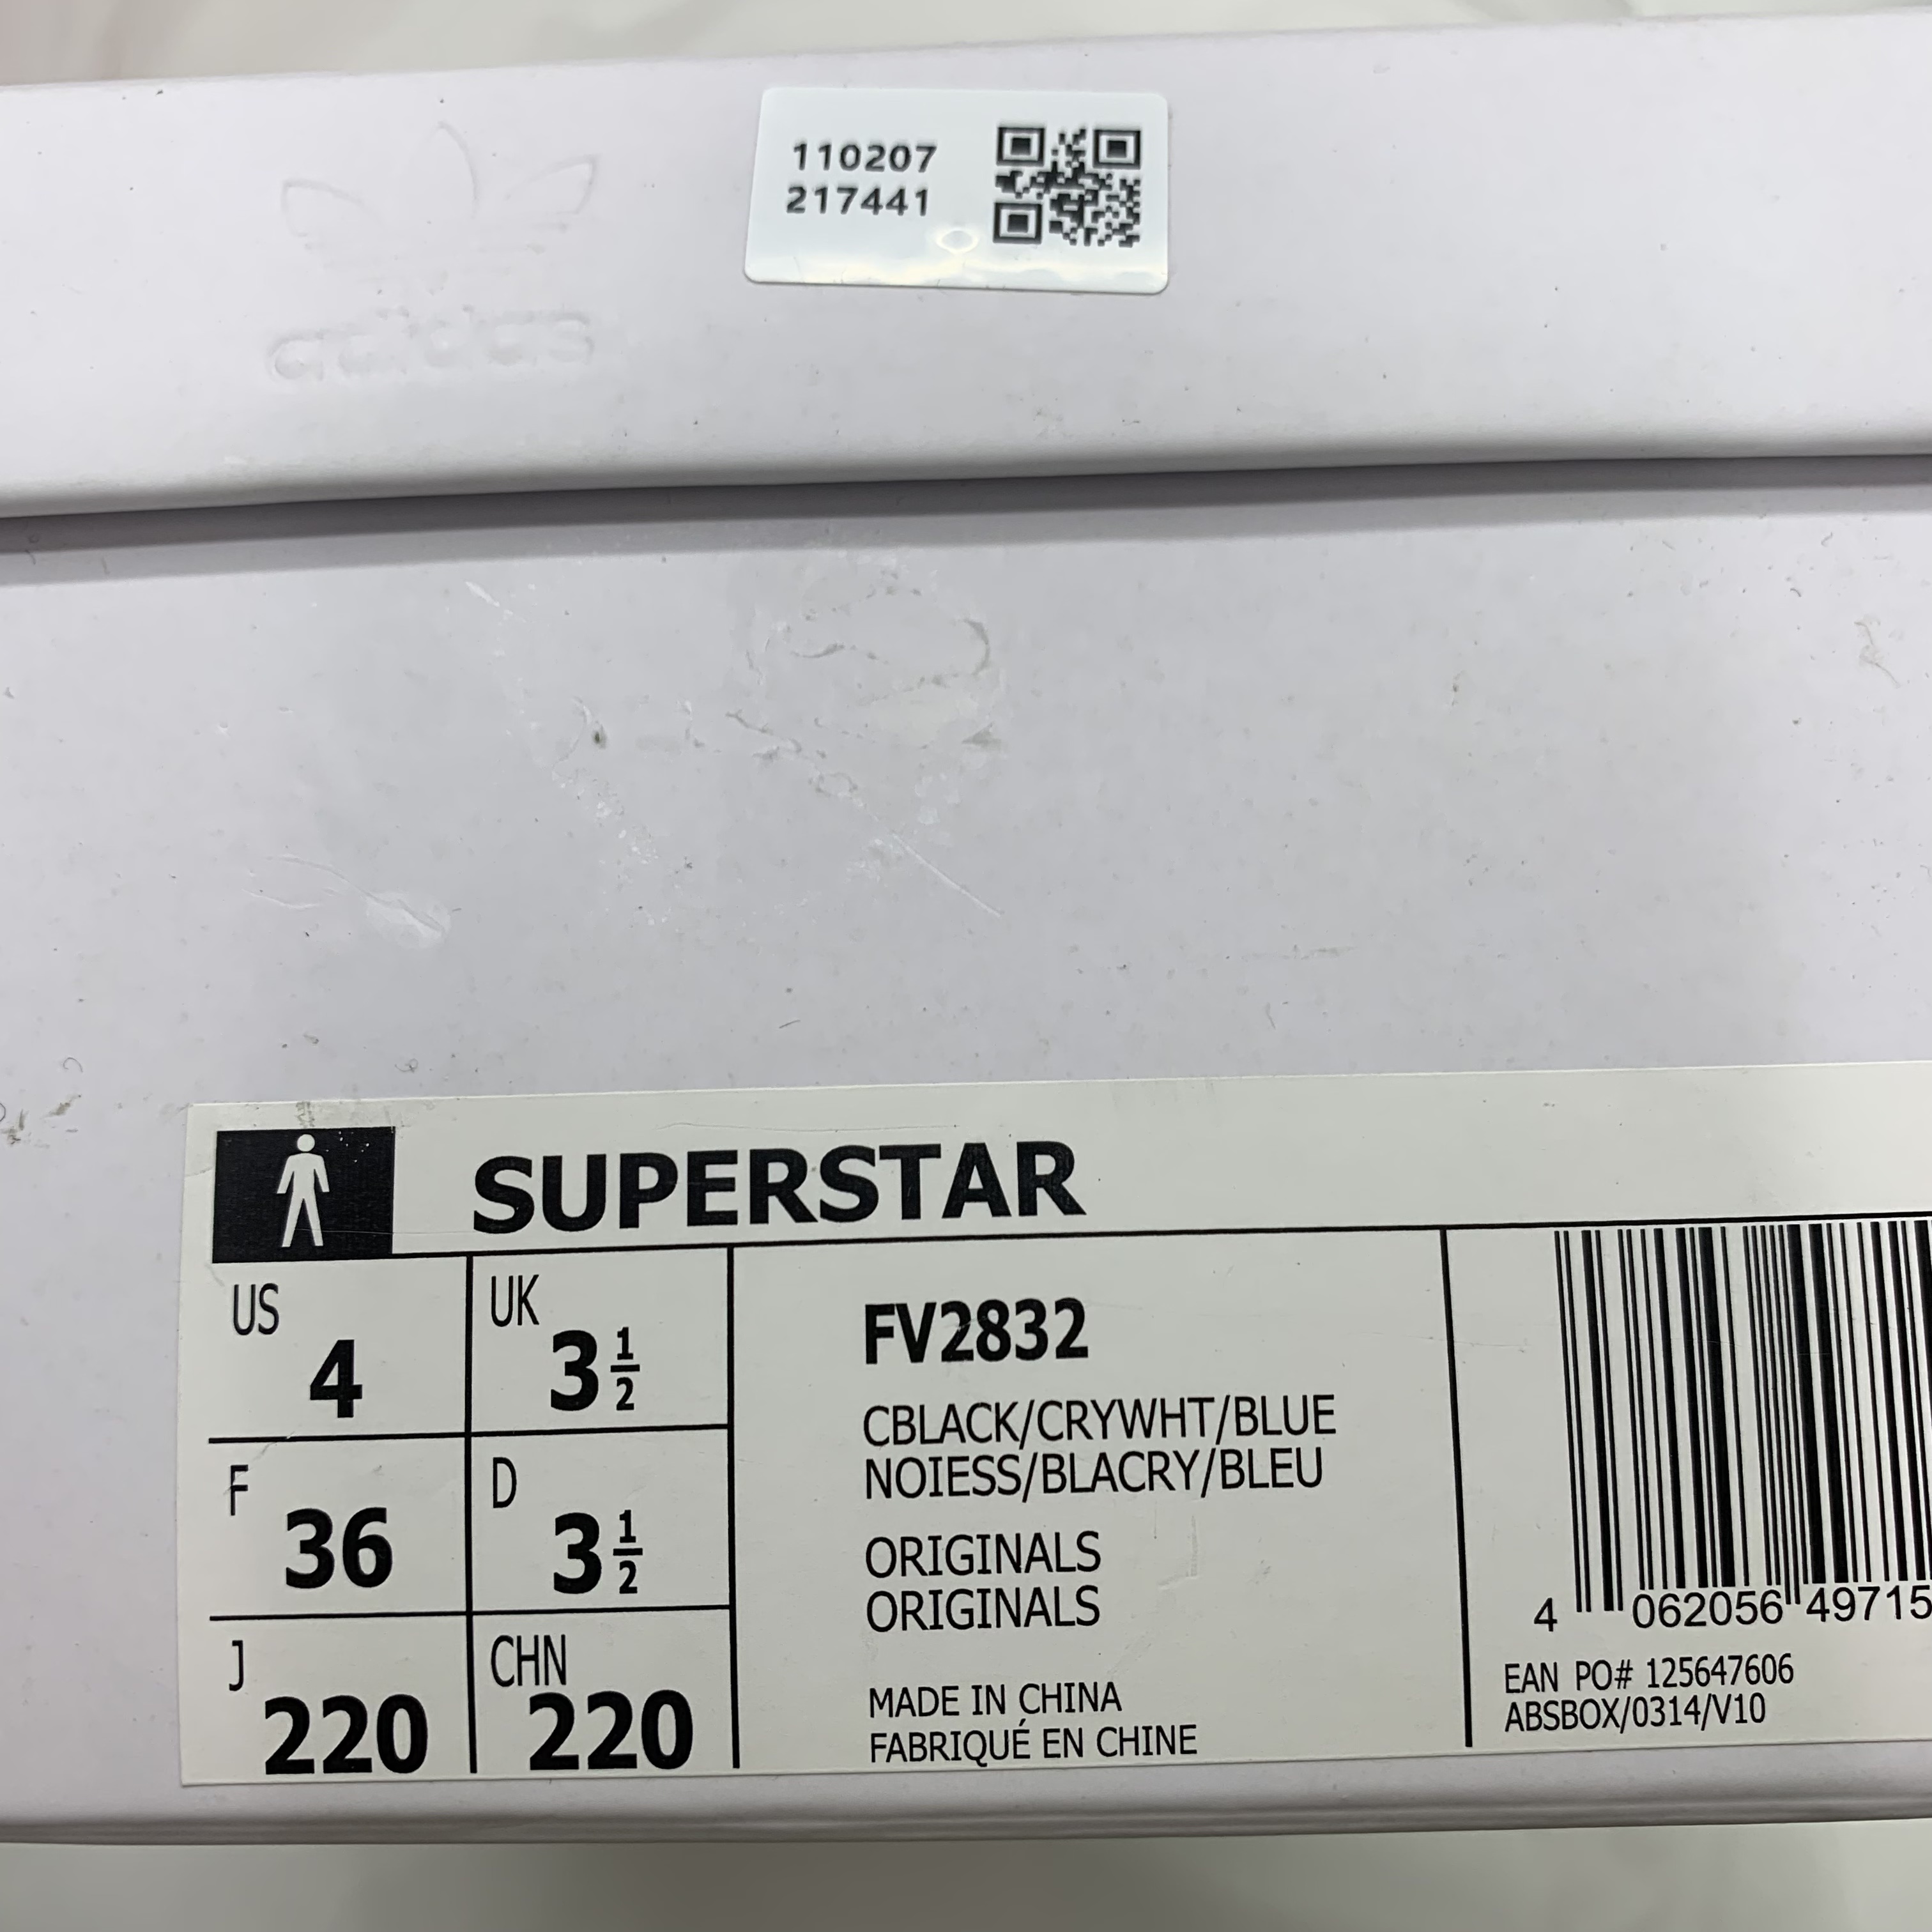 110207
217441
adidas
SUPERSTAR
US 4
UK 3 1/2
F 36
D 3 1/2
J 220
CHN 220
FV2832
CBLACK/CRYWHT/BLUE
NOIESS/BLACRY/BLEU
ORIGINALS
ORIGINALS
MADE IN CHINA
FABRIQUÉ EN CHINE
4 062056 49715
EAN PO# 125647606
ABSBOX/0314/V10